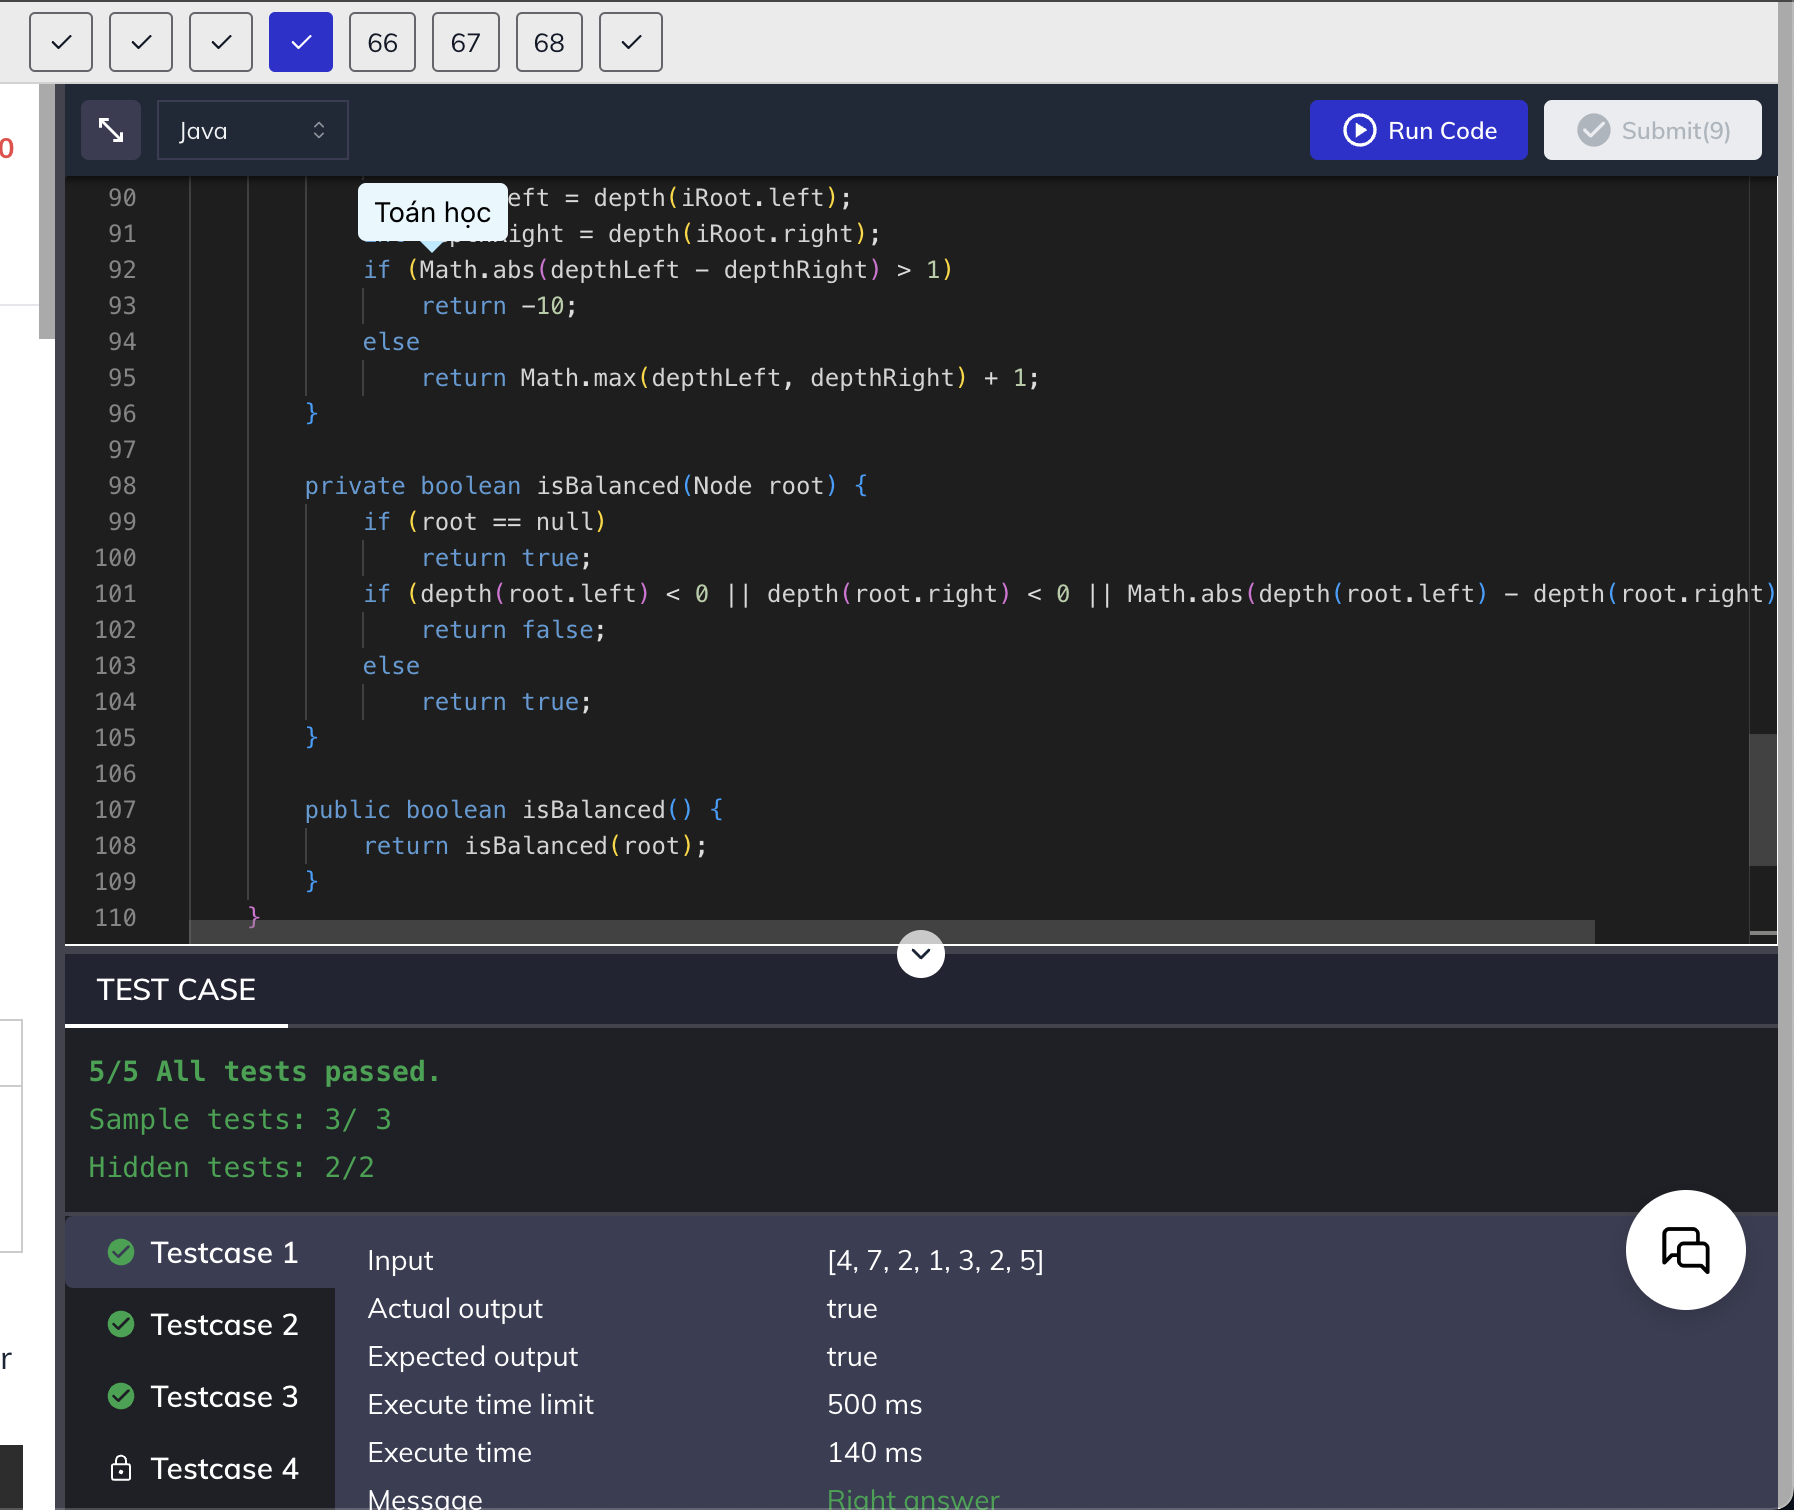 66 67 68
0
Java
Run Code
Submit(9)
Toán học
90 eft = depth(iRoot.left);
91 ight = depth(iRoot.right);
92 if (Math.abs(depthLeft - depthRight) > 1)
93 return -10;
94 else
95 return Math.max(depthLeft, depthRight) + 1;
96 }
97
98 private boolean isBalanced(Node root) {
99 if (root == null)
100 return true;
101 if (depth(root.left) < 0 || depth(root.right) < 0 || Math.abs(depth(root.left) - depth(root.right)
102 return false;
103 else
104 return true;
105 }
106
107 public boolean isBalanced() {
108 return isBalanced(root);
109 }
110 }
TEST CASE
5/5 All tests passed.
Sample tests: 3/ 3
Hidden tests: 2/2
r
Testcase 1
Testcase 2
Testcase 3
Testcase 4
Input [4, 7, 2, 1, 3, 2, 5]
Actual output true
Expected output true
Execute time limit 500 ms
Execute time 140 ms
Message Right answer